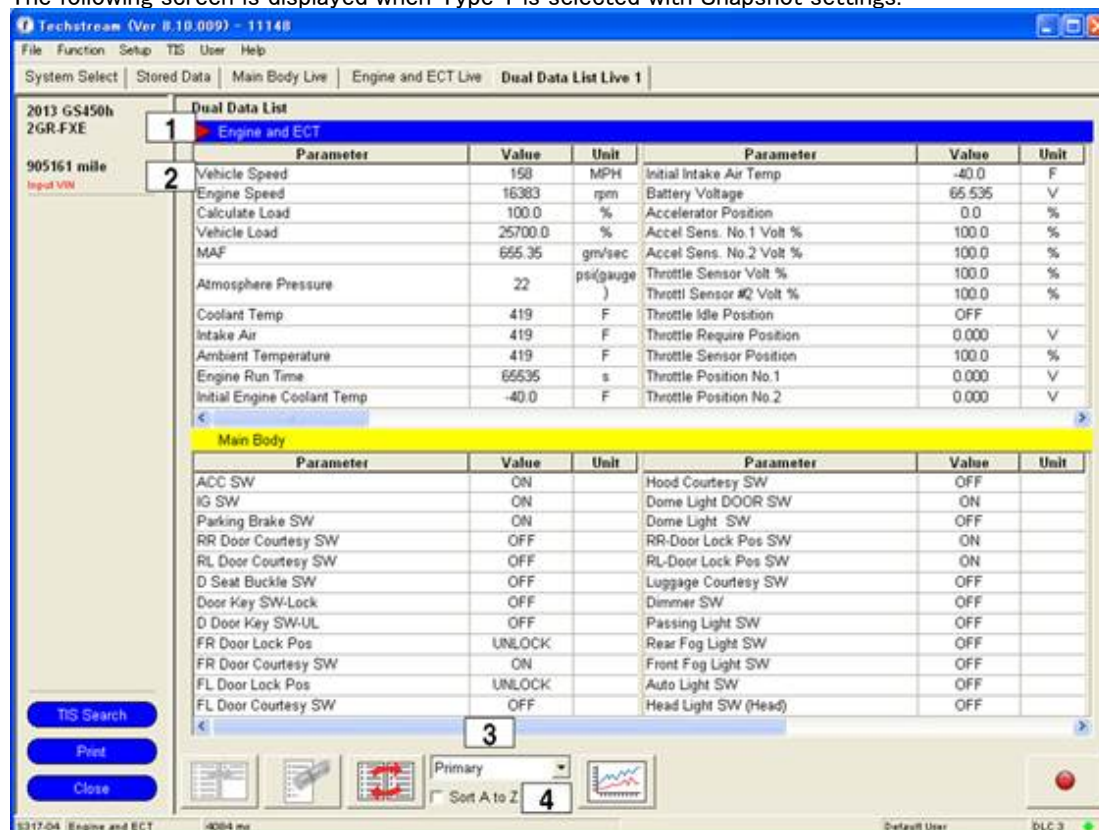 The following screen is displayed when Type 1 is selected with Snapshot settings.
Techstream (Ver 8.10.009) - 11148
File Function Setup TIS User Help
System Select Stored Data Main Body Live Engine and ECT Live Dual Data List Live 1
2013 GS450h
2GR-FXE
905161 mile
Input VIN
Dual Data List
1 Engine and ECT
2
Parameter Value Unit Parameter Value Unit
Vehicle Speed 158 MPH Initial Intake Air Temp -40.0 F
Engine Speed 16383 rpm Battery Voltage 65.535 V
Calculate Load 100.0 % Accelerator Position 0.0 %
Vehicle Load 25700.0 % Accel Sens. No.1 Volt % 100.0 %
MAF 655.35 gm/sec Accel Sens. No.2 Volt % 100.0 %
Atmosphere Pressure 22 psi(gauge) Throttle Sensor Volt % 100.0 %
Throttl Sensor #2 Volt % 100.0 %
Coolant Temp 419 F Throttle Idle Position OFF
Intake Air 419 F Throttle Require Position 0.000 V
Ambient Temperature 419 F Throttle Sensor Position 100.0 %
Engine Run Time 65535 s Throttle Position No.1 0.000 V
Initial Engine Coolant Temp -40.0 F Throttle Position No.2 0.000 V
Main Body
Parameter Value Unit Parameter Value Unit
ACC SW ON Hood Courtesy SW OFF
IG SW ON Dome Light DOOR SW ON
Parking Brake SW ON Dome Light SW OFF
RR Door Courtesy SW OFF RR-Door Lock Pos SW ON
RL Door Courtesy SW OFF RL-Door Lock Pos SW ON
D Seat Buckle SW OFF Luggage Courtesy SW OFF
Door Key SW-Lock OFF Dimmer SW OFF
D Door Key SW-UL OFF Passing Light SW OFF
FR Door Lock Pos UNLOCK Rear Fog Light SW OFF
FR Door Courtesy SW ON Front Fog Light SW OFF
FL Door Lock Pos UNLOCK Auto Light SW OFF
FL Door Courtesy SW OFF Head Light SW (Head) OFF
3
TIS Search
Print
Close
Primary
Sort A to Z 4
S317-04 Engine and ECT 4084 ms Default User DLC 3